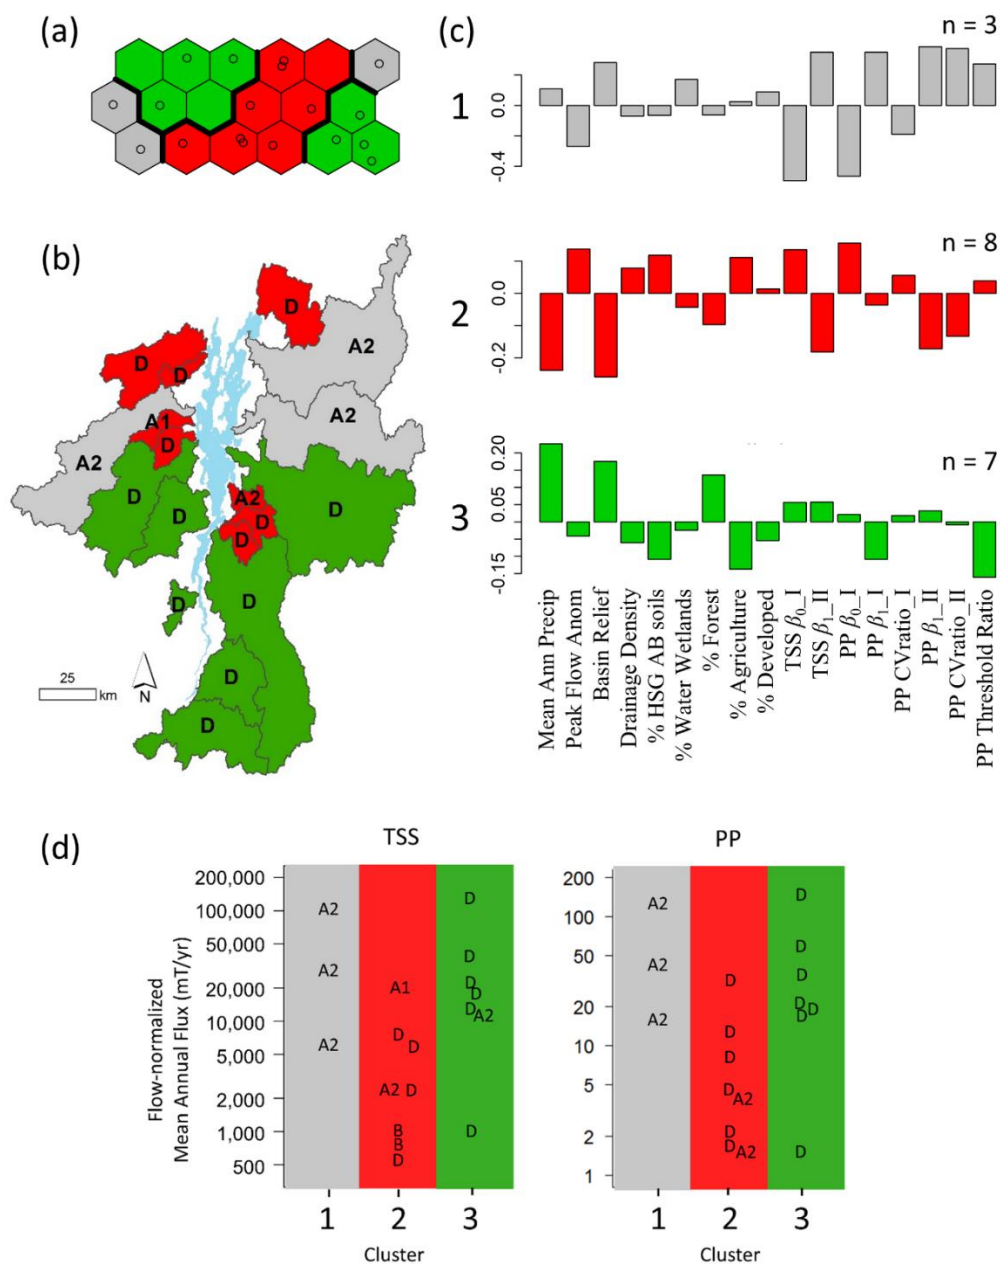 (a)
(c)
n = 3
1
0.0
-0.4
n = 8
2
0.0
-0.2
n = 7
3
0.20
0.05
-0.15
Mean Ann Precip
Peak Flow Anom
Basin Relief
Drainage Density
% HSG AB soils
% Water Wetlands
% Forest
% Agriculture
% Developed
TSS β0_I
TSS β1_II
PP β0_I
PP β1_I
PP CVratio_I
PP β1_II
PP CVratio_II
PP Threshold Ratio
(b)
D
A2
D
D
A2
A1
D
A2
D
D
A2
D
D
D
D
D
D
D
25
km
N
(d)
TSS
PP
Flow-normalized
Mean Annual Flux (mT/yr)
200,000
100,000
50,000
20,000
10,000
5,000
2,000
1,000
500
A2
A2
A2
A1
D
D
A2 D
B
B
D
D
D
D
D
D
A2
D
1 2 3
Cluster
200
100
50
20
10
5
2
1
A2
A2
A2
D
D
D
D
A2
D
D
A2
D
D
D
D
D
D
D
1 2 3
Cluster